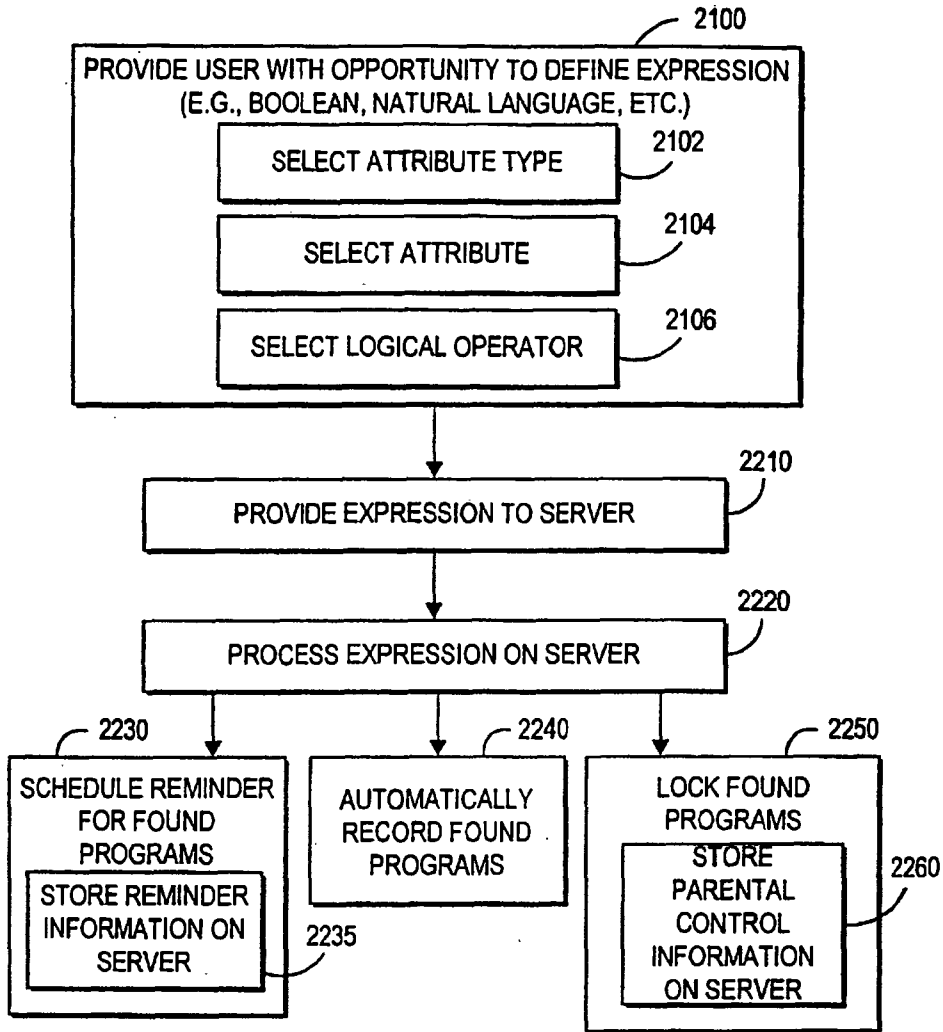 2100
PROVIDE USER WITH OPPORTUNITY TO DEFINE EXPRESSION
(E.G., BOOLEAN, NATURAL LANGUAGE, ETC.)
SELECT ATTRIBUTE TYPE
2102
SELECT ATTRIBUTE
2104
SELECT LOGICAL OPERATOR
2106
PROVIDE EXPRESSION TO SERVER
2210
PROCESS EXPRESSION ON SERVER
2220
2230
SCHEDULE REMINDER
FOR FOUND
PROGRAMS
STORE REMINDER
INFORMATION ON
SERVER
2235
2240
AUTOMATICALLY
RECORD FOUND
PROGRAMS
2250
LOCK FOUND
PROGRAMS
STORE
PARENTAL
CONTROL
INFORMATION
ON SERVER
2260